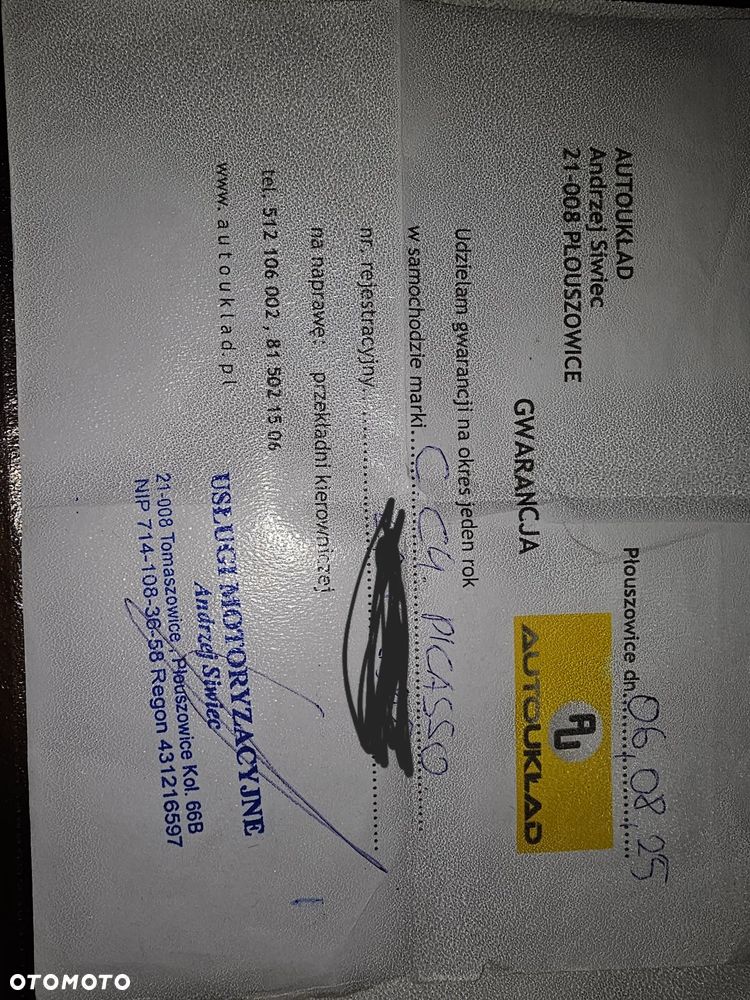 AUTOUKŁAD
Andrzej Siwiec
21-008 PŁOUSZOWICE
Płouszowice dn. 06.08.25
AU
AUTOUKŁAD
GWARANCJA
Udzielam gwarancji na okres jeden rok
w samochodzie marki C. C4. PICASSO
nr. rejestracyjny
na naprawę: przekładni kierowniczej
tel. 512 106 002 , 81 502 15 06
www.autouklad.pl
USŁUGI MOTORYZACYJNE
Andrzej Siwiec
21-008 Tomaszowice, Płouszowice Kol. 66B
NIP 714-108-36-58 Regon 431216597
OTOMOTO